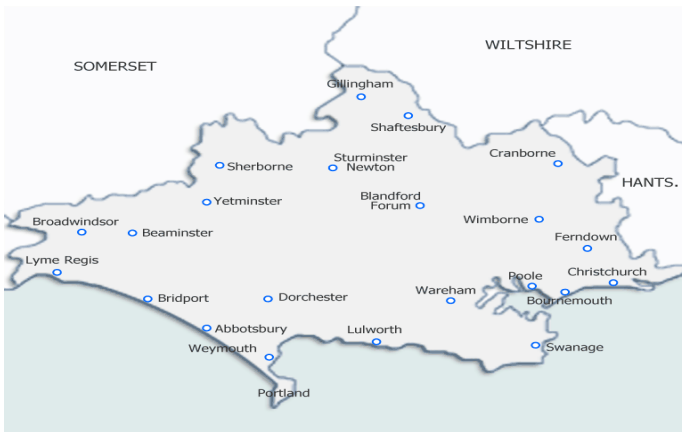 WILTSHIRE
SOMERSET
Gillingham
Shaftesbury
Cranborne
Sturminster
Newton
Sherborne
HANTS.
Blandford
Forum
Yetminster
Wimborne
Broadwindsor
Beaminster
Ferndown
Lyme Regis
Christchurch
Poole
Wareham
Bournemouth
Bridport
Dorchester
Abbotsbury
Lulworth
Weymouth
Swanage
Portland